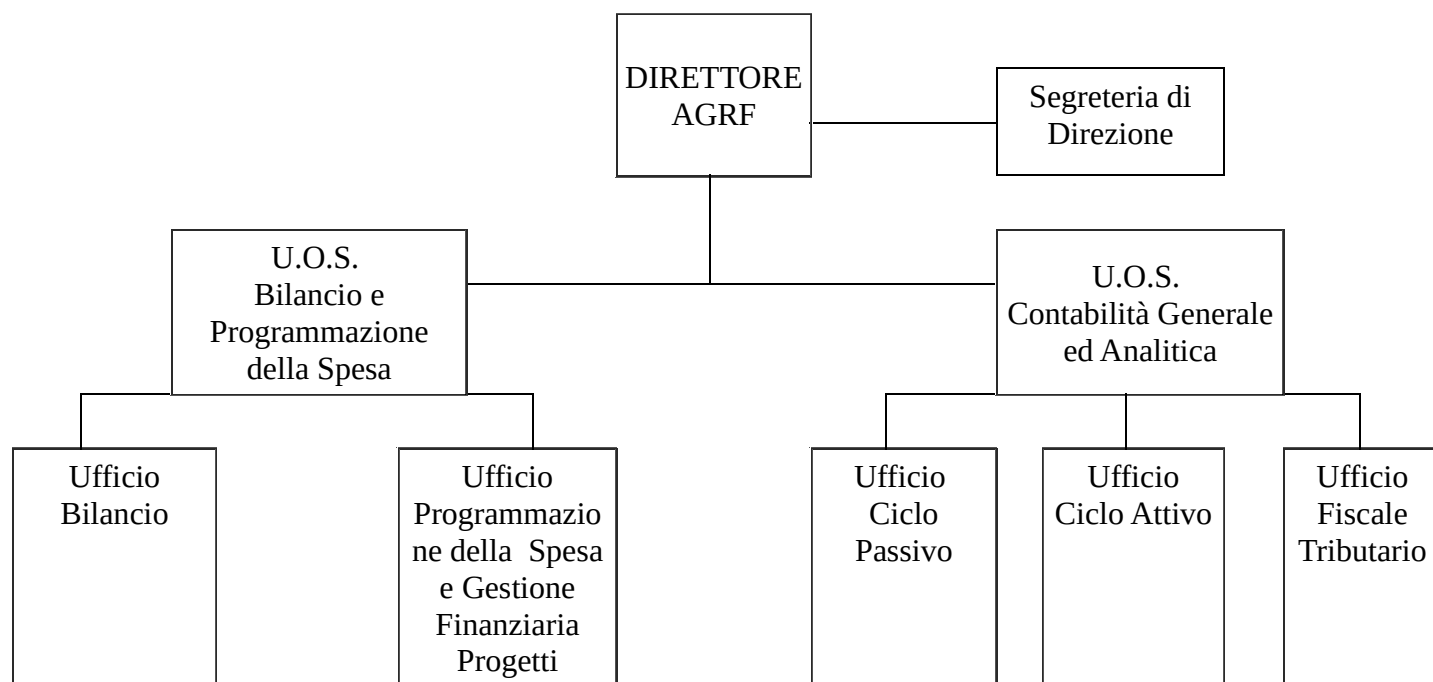 DIRETTORE
AGRF
Segreteria di
Direzione
U.O.S.
Bilancio e
Programmazione
della Spesa
U.O.S.
Contabilità Generale
ed Analitica
Ufficio
Bilancio
Ufficio
Programmazio
ne della  Spesa
e Gestione
Finanziaria
Progetti
Ufficio
Ciclo
Passivo
Ufficio
Ciclo Attivo
Ufficio
Fiscale
Tributario